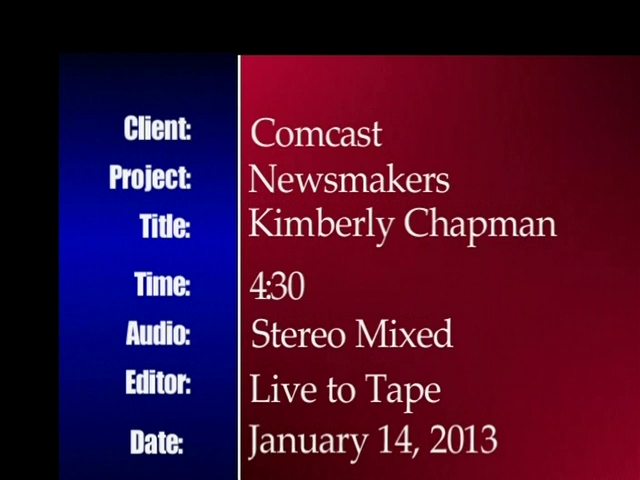 Client: Comcast
Project: Newsmakers
Title: Kimberly Chapman
Time: 4:30
Audio: Stereo Mixed
Editor: Live to Tape
Date: January 14, 2013